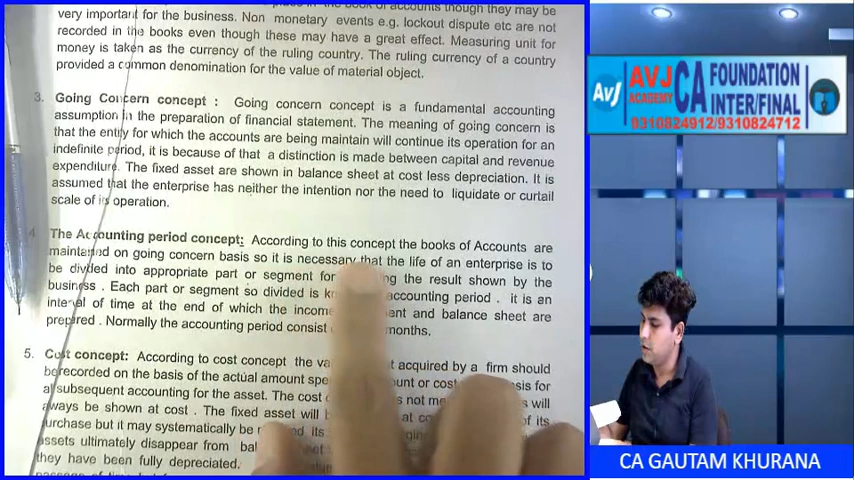 very important for the business. Non monetary events e.g. lockout dispute etc are not
recorded in the books even though these may have a great effect. Measuring unit for
money is taken as the currency of the ruling country. The ruling currency of a country
provided a common denomination for the value of material object.
3. Going Concern concept : Going concern concept is a fundamental accounting
assumption in the preparation of financial statement. The meaning of going concern is
that the entity for which the accounts are being maintain will continue its operation for an
indefinite period, it is because of that a distinction is made between capital and revenue
expenditure. The fixed asset are shown in balance sheet at cost less depreciation. It is
assumed that the enterprise has neither the intention nor the need to liquidate or curtail
scale of its operation.
4 The Accounting period concept: According to this concept the books of Accounts are
maintained on going concern basis so it is necessary that the life of an enterprise is to
be divided into appropriate part or segment for the result shown by the
business . Each part or segment so divided is accounting period . it is an
interval of time at the end of which the income and balance sheet are
prepared . Normally the accounting period consist months.
5. Cost concept: According to cost concept the acquired by a firm should
be recorded on the basis of the actual amount or
subsequent accounting for the asset. The cost not will
always be shown at cost . The fixed asset will at of its
purchase but it may systematically be its
assets ultimately disappear from
they have been fully depreciated.
AVJ
AVJ ACADEMY
CA FOUNDATION
INTER/FINAL
9310824912/9310824712
CA GAUTAM KHURANA